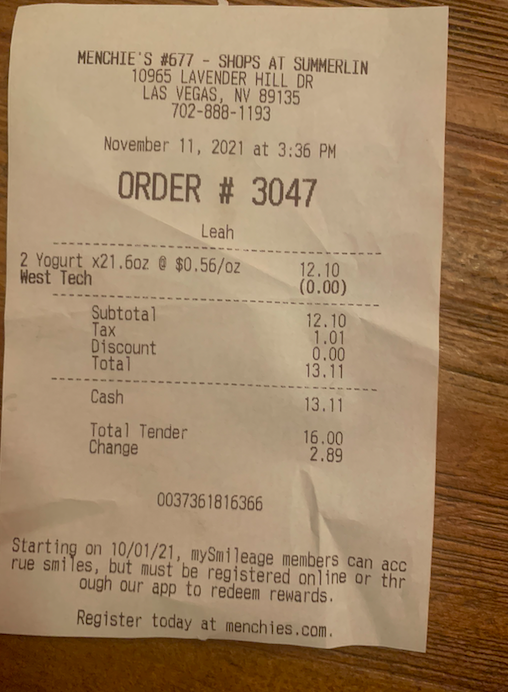 MENCHIE'S #677 - SHOPS AT SUMMERLIN
10965 LAVENDER HILL DR
LAS VEGAS, NV 89135
702-888-1193
November 11, 2021 at 3:36 PM
ORDER # 3047
Leah
2 Yogurt x21.6oz @ $0.56/oz 12.10
West Tech (0.00)
Subtotal 12.10
Tax 1.01
Discount 0.00
Total 13.11
Cash 13.11
Total Tender 16.00
Change 2.89
0037361816366
Starting on 10/01/21, mySmileage members can acc
rue smiles, but must be registered online or thr
ough our app to redeem rewards.
Register today at menchies.com.